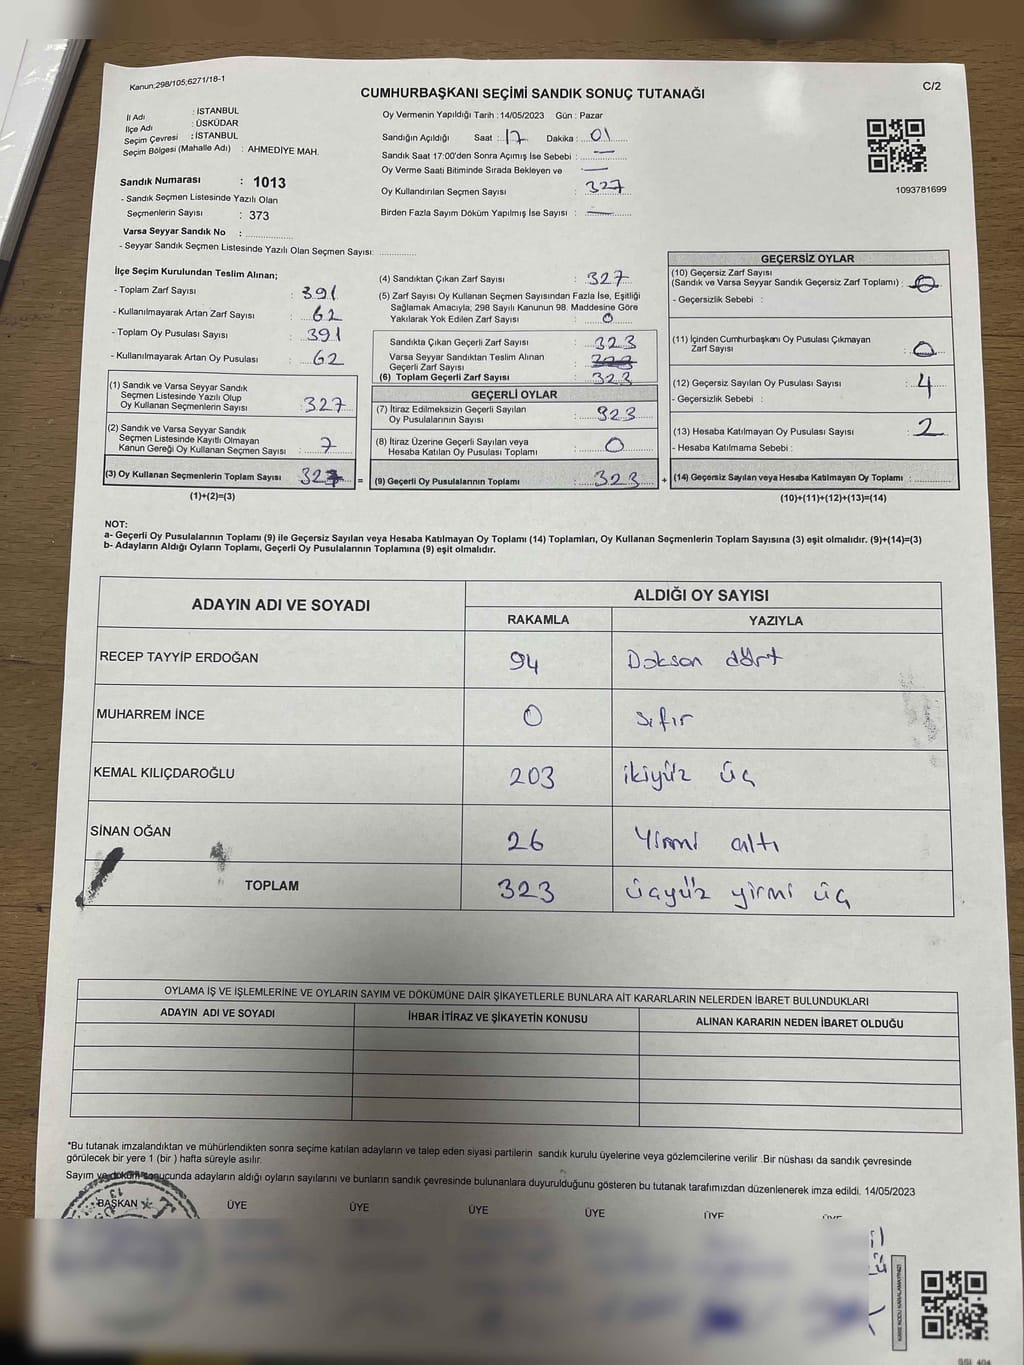 Kanun;298/105;6271/18-1
CUMHURBAŞKANI SEÇİMİ SANDIK SONUÇ TUTANAĞI
C/2
İl Adı : İSTANBUL
İlçe Adı : ÜSKÜDAR
Seçim Çevresi : İSTANBUL
Seçim Bölgesi (Mahalle Adı) : AHMEDİYE MAH.
Sandık Numarası : 1013
- Sandık Seçmen Listesinde Yazılı Olan
Seçmenlerin Sayısı : 373
Varsa Seyyar Sandık No :
- Seyyar Sandık Seçmen Listesinde Yazılı Olan Seçmen Sayısı:
Oy Vermenin Yapıldığı Tarih : 14/05/2023 Gün : Pazar
Sandığın Açıldığı Saat : 17 Dakika : 01
Sandık Saat 17:00'den Sonra Açımış İse Sebebi : —
Oy Verme Saati Bitiminde Sırada Bekleyen ve : —
Oy Kullandırılan Seçmen Sayısı : 327
Birden Fazla Sayım Döküm Yapılmış İse Sayısı : —
1093781699
İlçe Seçim Kurulundan Teslim Alınan;
- Toplam Zarf Sayısı : 391
- Kullanılmayarak Artan Zarf Sayısı : 62
- Toplam Oy Pusulası Sayısı : 391
- Kullanılmayarak Artan Oy Pusulası : 62
(1) Sandık ve Varsa Seyyar Sandık
Seçmen Listesinde Yazılı Olup
Oy Kullanan Seçmenlerin Sayısı : 327
(2) Sandık ve Varsa Seyyar Sandık
Seçmen Listesinde Kayıtlı Olmayan
Kanun Gereği Oy Kullanan Seçmen Sayısı : 7
(3) Oy Kullanan Seçmenlerin Toplam Sayısı 327 =
(1)+(2)=(3)
(4) Sandıktan Çıkan Zarf Sayısı : 327
(5) Zarf Sayısı Oy Kullanan Seçmen Sayısından Fazla İse, Eşitliği
Sağlamak Amacıyla; 298 Sayılı Kanunun 98. Maddesine Göre
Yakılarak Yok Edilen Zarf Sayısı : 0
Sandıkta Çıkan Geçerli Zarf Sayısı : 323
Varsa Seyyar Sandıktan Teslim Alınan
Geçerli Zarf Sayısı :
(6) Toplam Geçerli Zarf Sayısı : 323
GEÇERLİ OYLAR
(7) İtiraz Edilmeksizin Geçerli Sayılan
Oy Pusulalarının Sayısı : 323
(8) İtiraz Üzerine Geçerli Sayılan veya
Hesaba Katılan Oy Pusulası Toplamı : 0
(9) Geçerli Oy Pusulalarının Toplamı : 323 +
GEÇERSİZ OYLAR
(10) Geçersiz Zarf Sayısı
(Sandık ve Varsa Seyyar Sandık Geçersiz Zarf Toplamı) :
- Geçersizlik Sebebi :
(11) İçinden Cumhurbaşkanı Oy Pusulası Çıkmayan
Zarf Sayısı : 0
(12) Geçersiz Sayılan Oy Pusulası Sayısı : 4
- Geçersizlik Sebebi :
(13) Hesaba Katılmayan Oy Pusulası Sayısı : 2
- Hesaba Katılmama Sebebi :
(14) Geçersiz Sayılan veya Hesaba Katılmayan Oy Toplamı :
(10)+(11)+(12)+(13)=(14)
NOT:
a- Geçerli Oy Pusulalarının Toplamı (9) ile Geçersiz Sayılan veya Hesaba Katılmayan Oy Toplamı (14) Toplamları, Oy Kullanan Seçmenlerin Toplam Sayısına (3) eşit olmalıdır. (9)+(14)=(3)
b- Adayların Aldığı Oyların Toplamı, Geçerli Oy Pusulalarının Toplamına (9) eşit olmalıdır.
ADAYIN ADI VE SOYADI ALDIĞI OY SAYISI
RAKAMLA YAZIYLA
RECEP TAYYİP ERDOĞAN 94 Doksan dört
MUHARREM İNCE 0 sıfır
KEMAL KILIÇDAROĞLU 203 ikiyüz üç
SİNAN OĞAN 26 Yirmi altı
TOPLAM 323 üçyüz yirmi üç
OYLAMA İŞ VE İŞLEMLERİNE VE OYLARIN SAYIM VE DÖKÜMÜNE DAİR ŞİKAYETLERLE BUNLARA AİT KARARLARIN NELERDEN İBARET BULUNDUKLARI
ADAYIN ADI VE SOYADI İHBAR İTİRAZ VE ŞİKAYETİN KONUSU ALINAN KARARIN NEDEN İBARET OLDUĞU
*Bu tutanak imzalandıktan ve mühürlendikten sonra seçime katılan adayların ve talep eden siyasi partilerin sandık kurulu üyelerine veya gözlemcilerine verilir .Bir nüshası da sandık çevresinde
görülecek bir yere 1 (bir ) hafta süreyle asılır.
Sayım ve döküm sonucunda adayların aldığı oyların sayılarını ve bunların sandık çevresinde bulunanlara duyurulduğunu gösteren bu tutanak tarafımızdan düzenlenerek imza edildi. 14/05/2023
BAŞKAN ÜYE ÜYE ÜYE ÜYE ÜYE ÜYE
KARE KODU KARALAMAYINIZ!